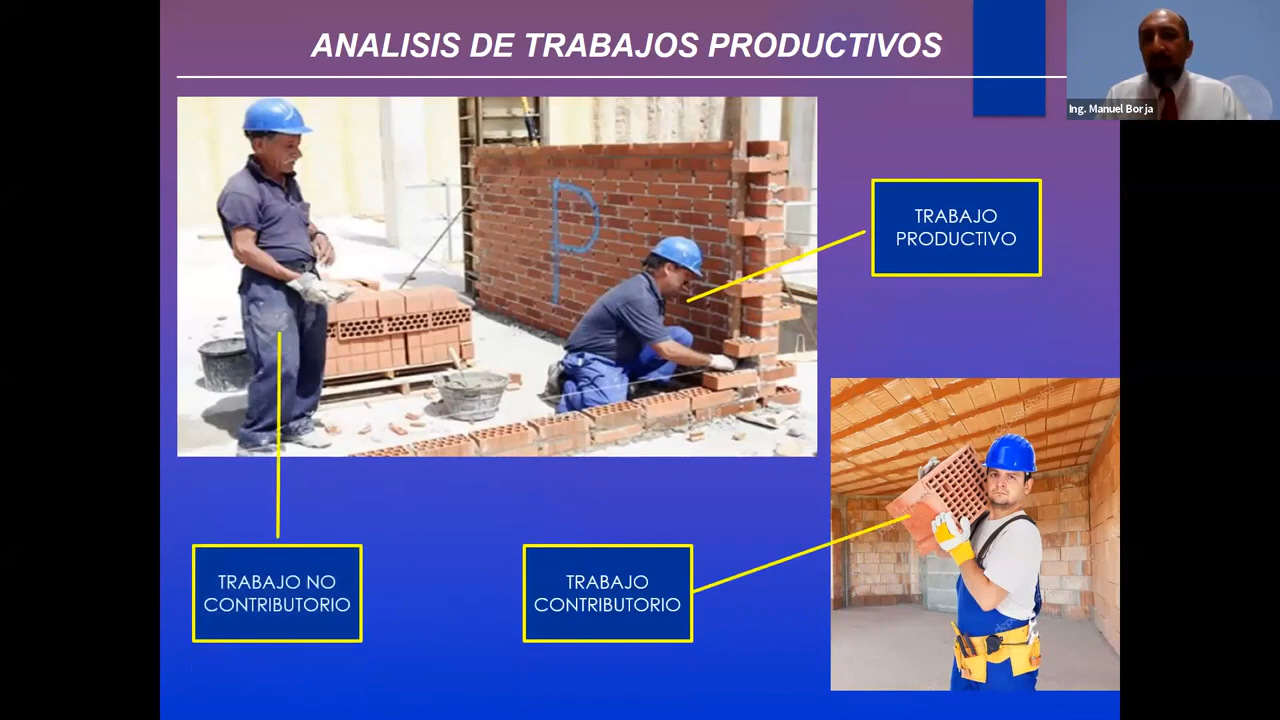 ANALISIS DE TRABAJOS PRODUCTIVOS
Ing. Manuel Borja
TRABAJO
PRODUCTIVO
P
TRABAJO NO
CONTRIBUTORIO
TRABAJO
CONTRIBUTORIO